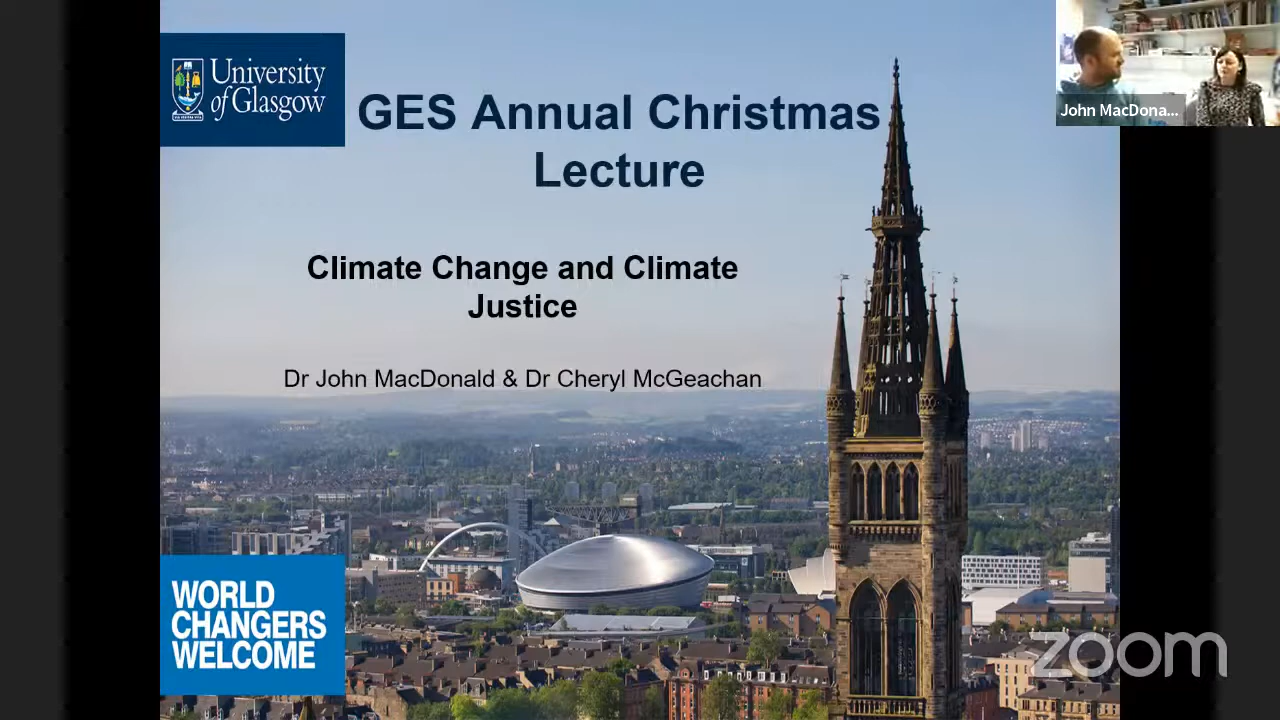 University
of Glasgow
GES Annual Christmas
Lecture
John MacDona...
Climate Change and Climate
Justice
Dr John MacDonald & Dr Cheryl McGeachan
WORLD
CHANGERS
WELCOME
zoom